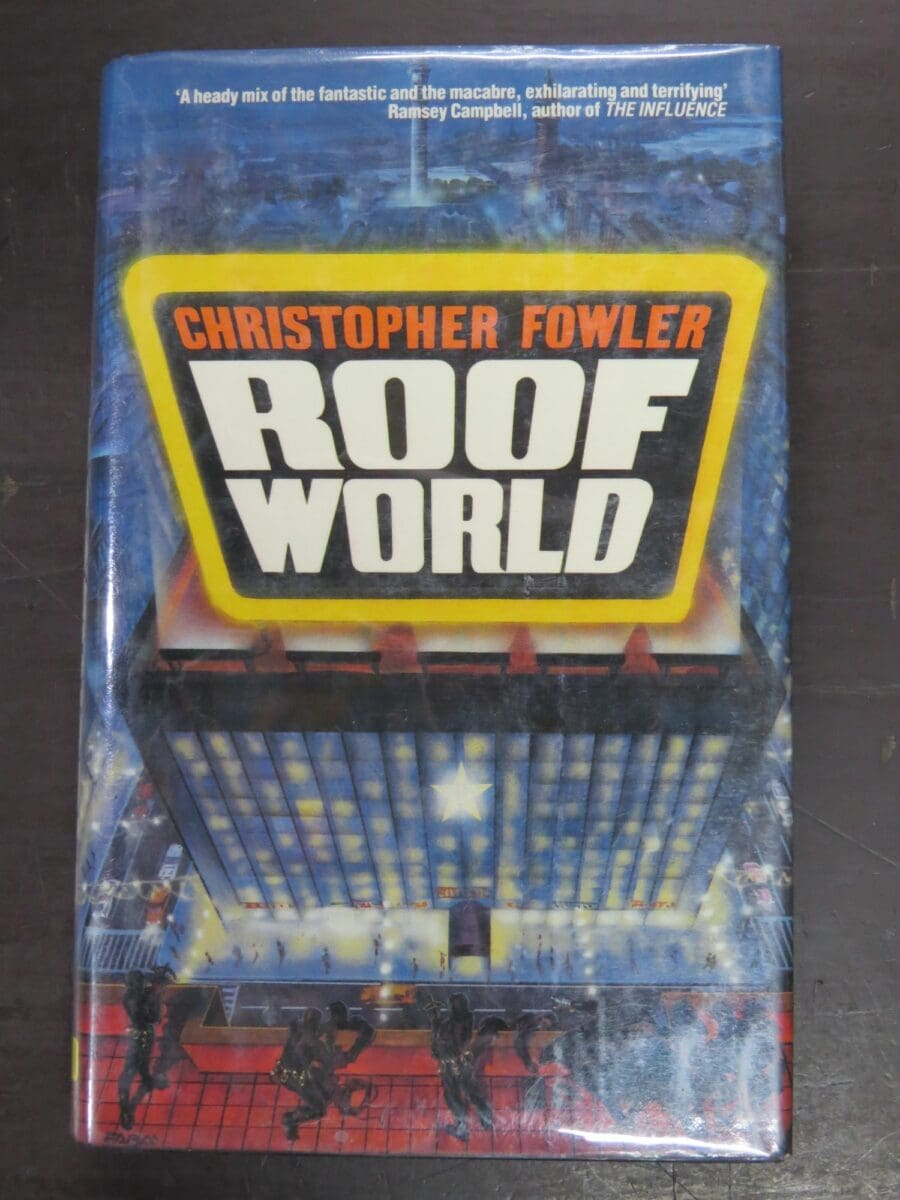 'A heady mix of the fantastic and the macabre, exhilarating and terrifying'
Ramsey Campbell, author of THE INFLUENCE
CHRISTOPHER FOWLER
ROOF
WORLD